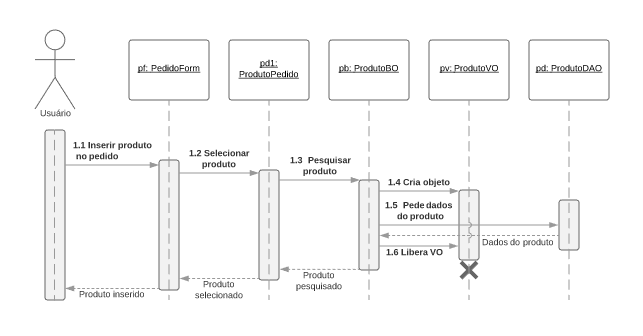 pf: PedidoForm
pd1:
ProdutoPedido
pb: ProdutoBO
pv: ProdutoVO
pd: ProdutoDAO
Usuário
1.1 Inserir produto
no pedido
1.2 Selecionar
produto
1.3 Pesquisar
produto
1.4 Cria objeto
1.5 Pede dados
do produto
Dados do produto
1.6 Libera VO
Produto
pesquisado
Produto
selecionado
Produto inserido